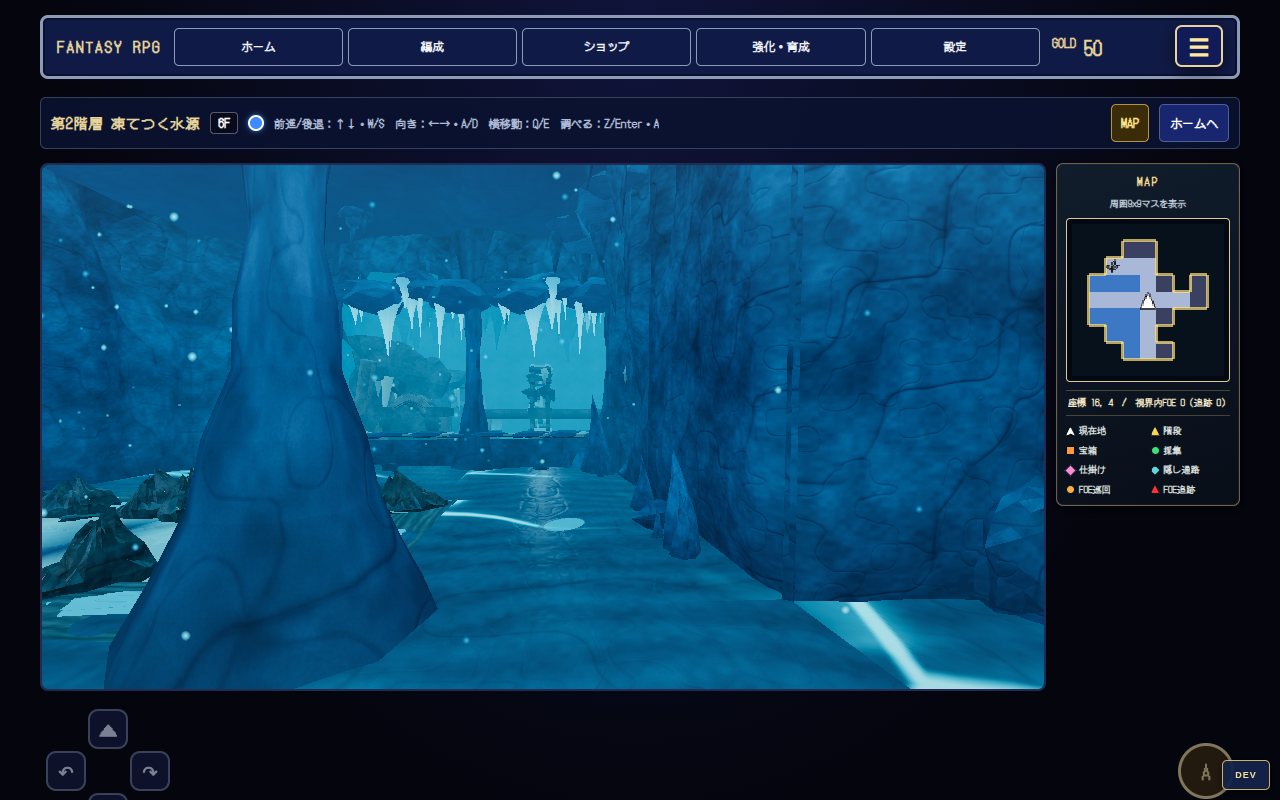 FANTASY RPG
ホーム
編成
ショップ
強化・育成
設定
GOLD 50
第2階層 凍てつく水源
6F
前進/後退：↑↓・W/S 向き：←→・A/D 横移動：Q/E 調べる：Z/Enter・A
MAP
ホームへ
MAP
周囲9x9マスを表示
座標 16, 4 / 視界内FOE 0 (追跡 0)
現在地
階段
宝箱
採集
仕掛け
隠し通路
FOE巡回
FOE追跡
A
DEV